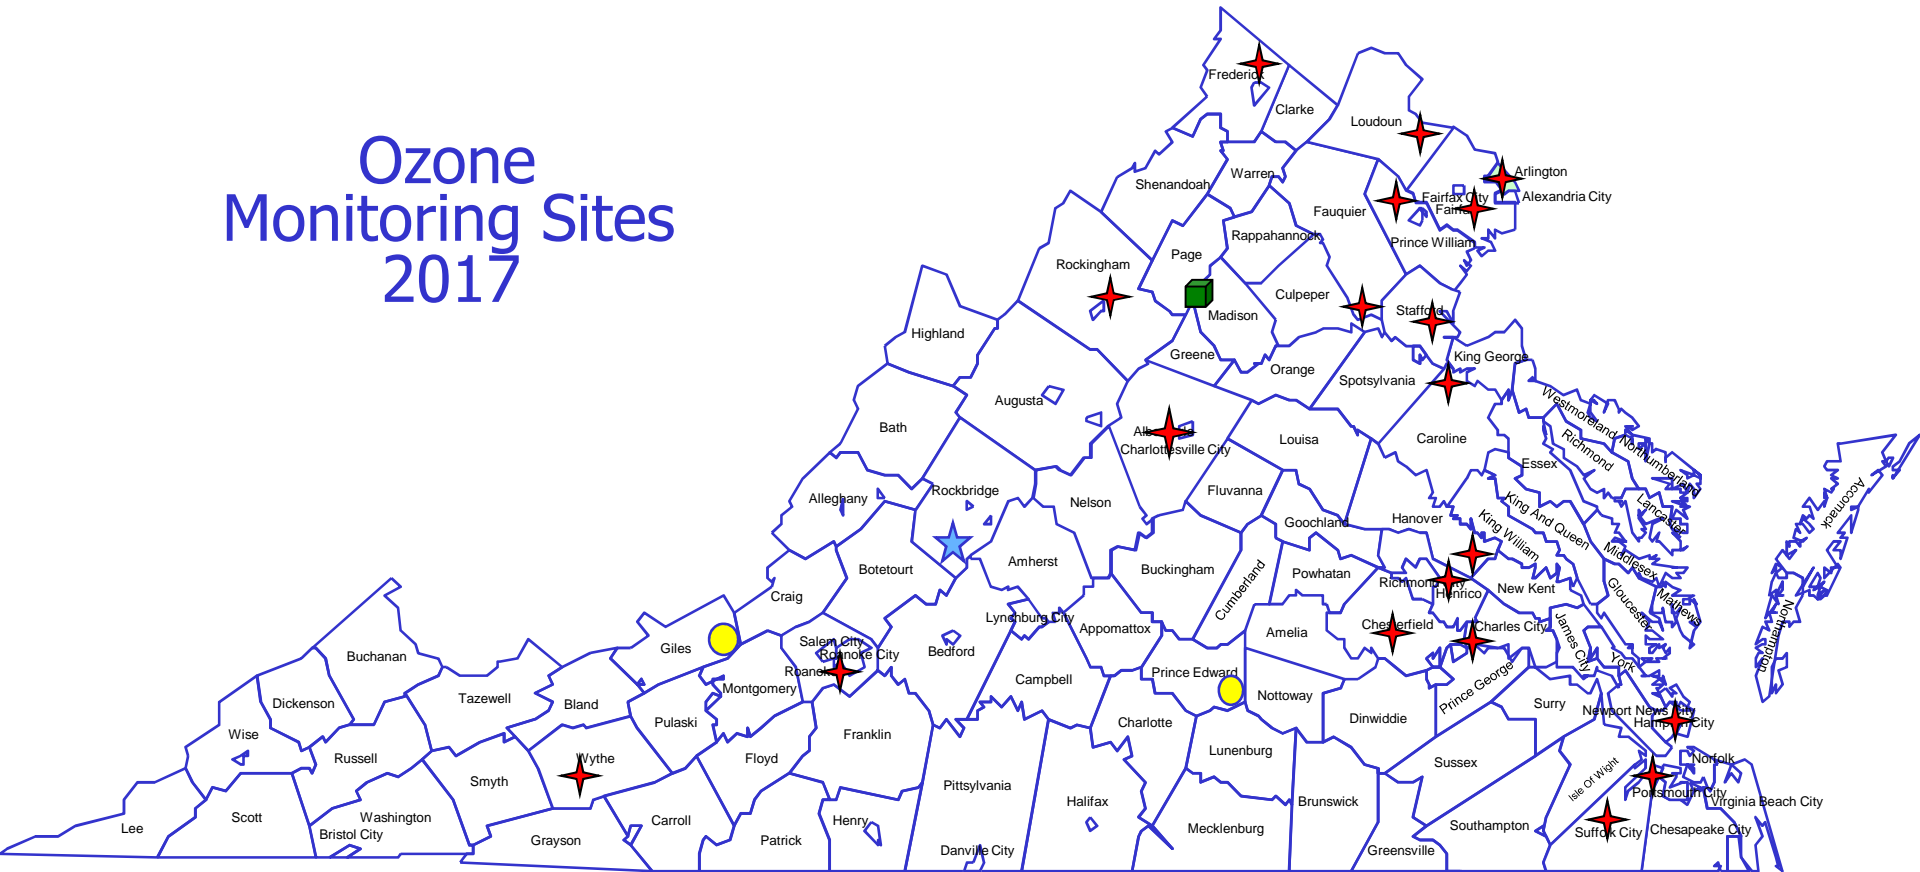 Ozone
Monitoring Sites
2017
Frederick
Clarke
Loudoun
Arlington
Alexandria City
Fairfax City
Fairfax
Warren
Shenandoah
Fauquier
Rappahannock
Prince William
Page
Rockingham
Culpeper
Madison
Stafford
Highland
Greene
King George
Orange
Spotsylvania
Augusta
Westmoreland
Bath
Albemarle
Charlottesville City
Louisa
Caroline
Richmond
Northumberland
Essex
Alleghany
Rockbridge
Nelson
Fluvanna
Goochland
Hanover
King And Queen
King William
Lancaster
Accomack
Amherst
Botetourt
Buckingham
Cumberland
Powhatan
Richmond City
Henrico
New Kent
Middlesex
Gloucester
Mathews
Northampton
Craig
Lynchburg City
Appomattox
Amelia
Chesterfield
Charles City
James City
York
Giles
Salem City
Roanoke City
Roanoke
Bedford
Buchanan
Prince Edward
Nottoway
Prince George
Montgomery
Campbell
Tazewell
Bland
Dickenson
Pulaski
Charlotte
Dinwiddie
Surry
Newport News City
Hampton City
Wise
Franklin
Lunenburg
Russell
Floyd
Wythe
Sussex
Isle Of Wight
Norfolk
Smyth
Pittsylvania
Halifax
Brunswick
Portsmouth City
Virginia Beach City
Lee
Scott
Washington
Bristol City
Carroll
Henry
Mecklenburg
Southampton
Suffolk City
Chesapeake City
Grayson
Patrick
Danville City
Greensville